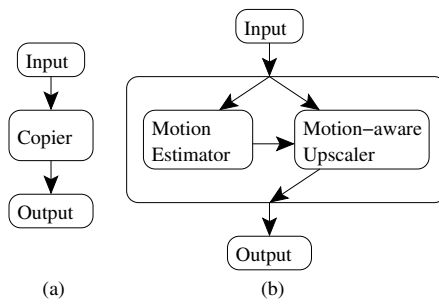 Input
Copier
Output
(a)
Input
Motion
Estimator
Motion-aware
Upscaler
Output
(b)